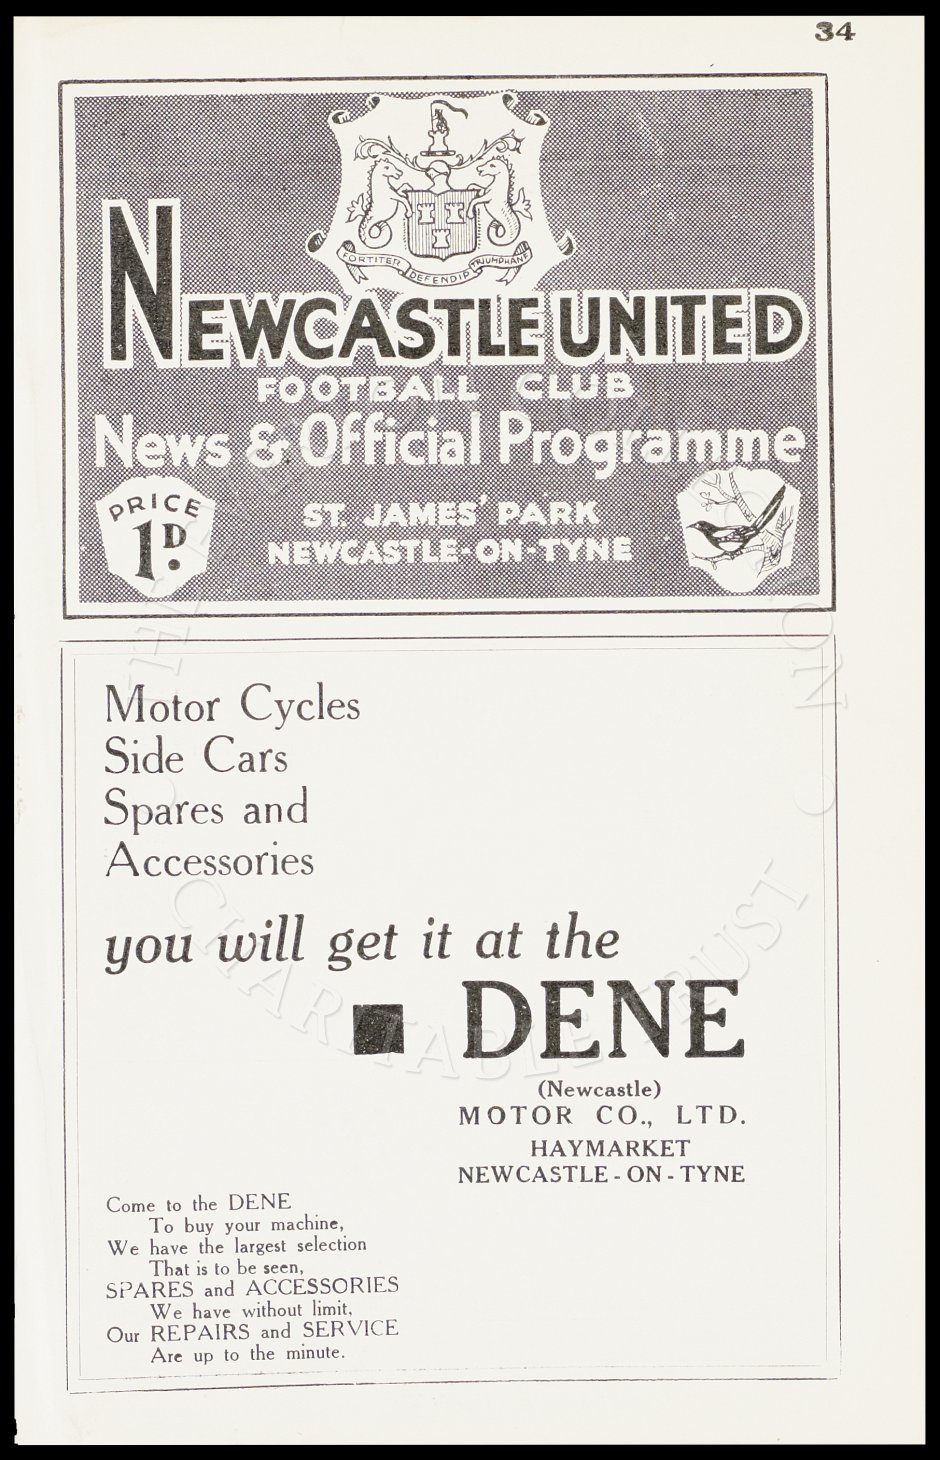 34
FORTITER DEFENDIT TRIUMPHANS
NEWCASTLE UNITED
FOOTBALL CLUB
News & Official Programme
PRICE
1D.
ST. JAMES' PARK
NEWCASTLE-ON-TYNE
Motor Cycles
Side Cars
Spares and
Accessories
you will get it at the
DENE
(Newcastle)
MOTOR CO., LTD.
HAYMARKET
NEWCASTLE-ON-TYNE
Come to the DENE
To buy your machine,
We have the largest selection
That is to be seen,
SPARES and ACCESSORIES
We have without limit,
Our REPAIRS and SERVICE
Are up to the minute.
CHARITABLE TRUST